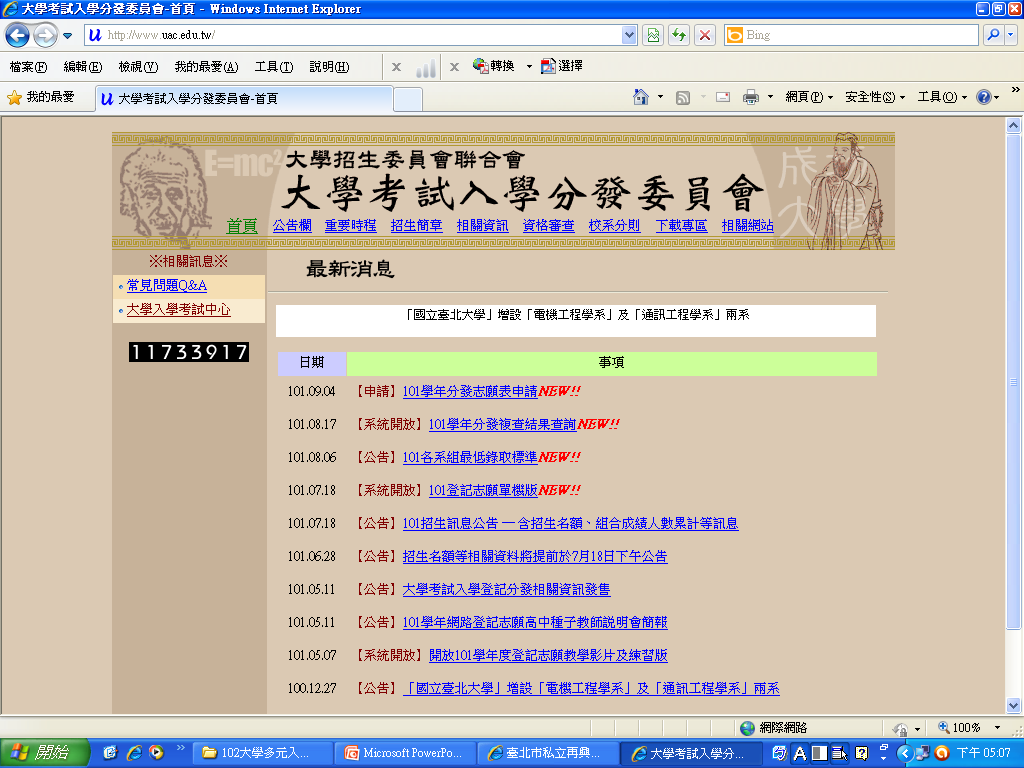 大學考試入學分發委員會-首頁 - Windows Internet Explorer
http://www.uac.edu.tw/
Bing
檔案(F) 編輯(E) 檢視(V) 我的最愛(A) 工具(T) 說明(H)
轉換 選擇
我的最愛
大學考試入學分發委員會-首頁
網頁(P) 安全性(S) 工具(O)
E=mc²
大學招生委員會聯合會
大學考試入學分發委員會
成大
首頁 公告欄 重要時程 招生簡章 相關資訊 資格審查 校系分則 下載專區 相關網站
※相關訊息※
常見問題Q&A
大學入學考試中心
11733917
最新消息
「國立臺北大學」增設「電機工程學系」及「通訊工程學系」兩系
日期 事項
101.09.04 【申請】101學年分發志願表申請NEW!!
101.08.17 【系統開放】101學年分發複查結果查詢NEW!!
101.08.06 【公告】101各系組最低錄取標準NEW!!
101.07.18 【系統開放】101登記志願單機版NEW!!
101.07.18 【公告】101招生訊息公告 — 含招生名額、組合成績人數累計等訊息
101.06.28 【公告】招生名額等相關資料將提前於7月18日下午公告
101.05.11 【公告】大學考試入學登記分發相關資訊發售
101.05.11 【公告】101學年網路登記志願高中種子教師說明會簡報
101.05.07 【系統開放】開放101學年度登記志願教學影片及練習版
100.12.27 【公告】「國立臺北大學」增設「電機工程學系」及「通訊工程學系」兩系
網際網路 100%
開始
102大學多元入...
Microsoft PowerPo...
臺北市私立再興...
大學考試入學分...
下午 05:07